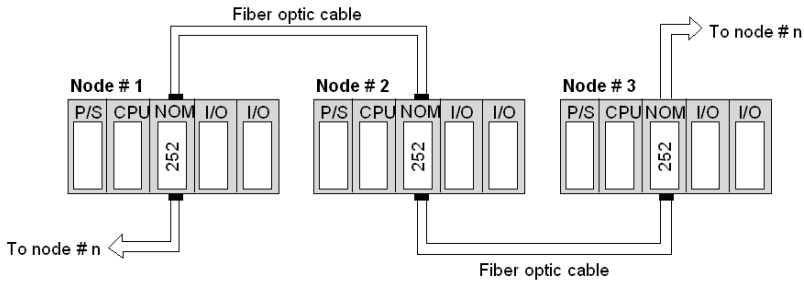 Fiber optic cable
To node # n
Node # 1
Node # 2
Node # 3
P/S CPU NOM I/O I/O
P/S CPU NOM I/O I/O
P/S CPU NOM I/O I/O
252
252
252
To node # n
Fiber optic cable